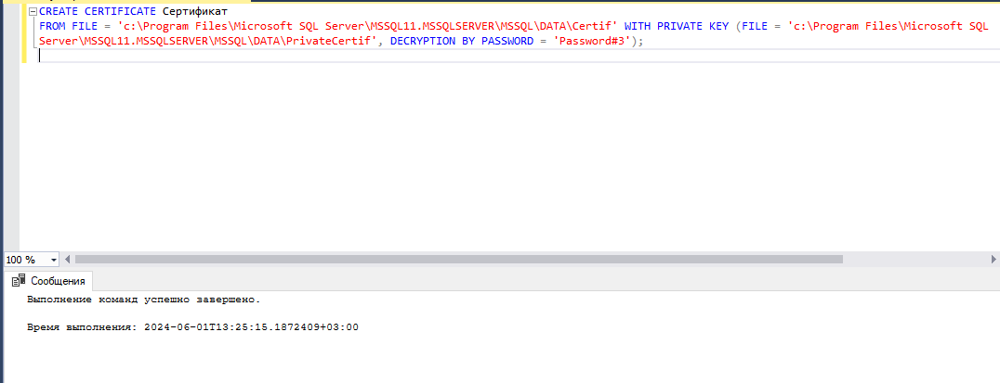 CREATE CERTIFICATE Сертификат
FROM FILE = 'c:\Program Files\Microsoft SQL Server\MSSQL11.MSSQLSERVER\MSSQL\DATA\Certif' WITH PRIVATE KEY (FILE = 'c:\Program Files\Microsoft SQL
Server\MSSQL11.MSSQLSERVER\MSSQL\DATA\PrivateCertif', DECRYPTION BY PASSWORD = 'Password#3');
100 %
Сообщения
Выполнение команд успешно завершено.
Время выполнения: 2024-06-01T13:25:15.1872409+03:00